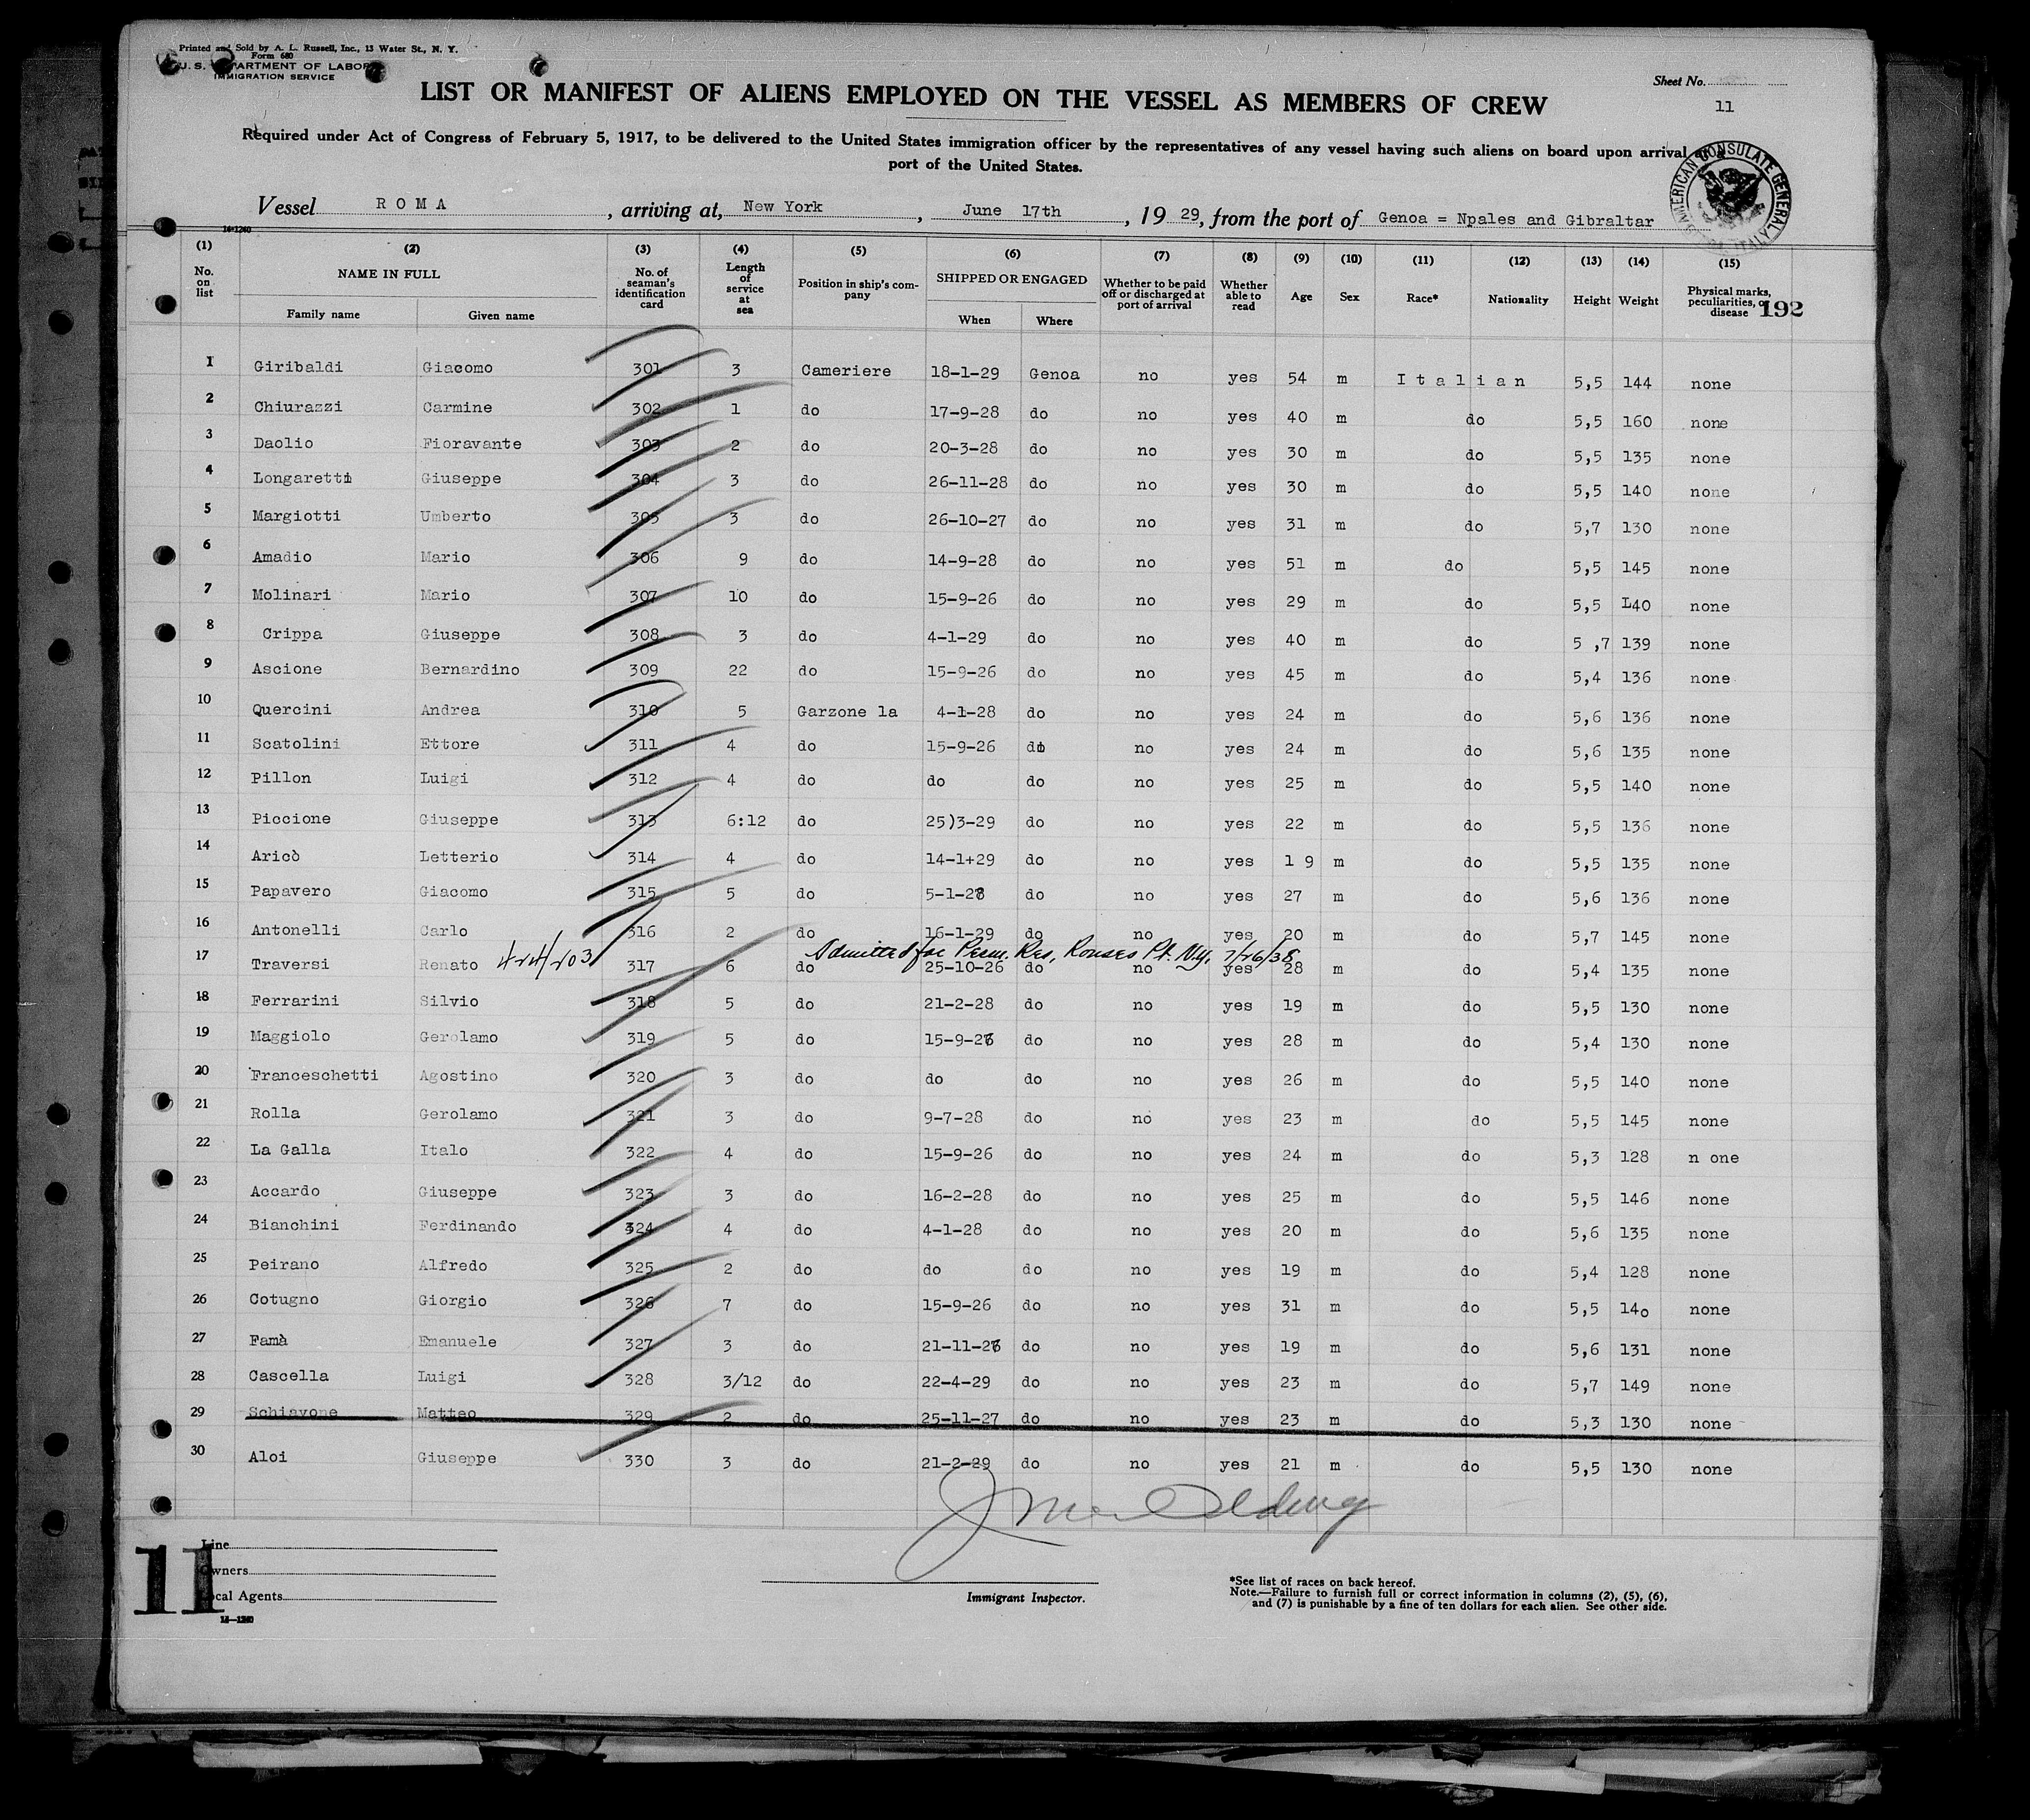 Printed and Sold by A. L. Russell, Inc., 13 Water St., N. Y.
Form 680
U. S. DEPARTMENT OF LABOR
IMMIGRATION SERVICE
Sheet No.
11
LIST OR MANIFEST OF ALIENS EMPLOYED ON THE VESSEL AS MEMBERS OF CREW
Required under Act of Congress of February 5, 1917, to be delivered to the United States immigration officer by the representatives of any vessel having such aliens on board upon arrival at a
port of the United States.
AMERICAN CONSULATE GENERAL ITALY
Vessel ROMA, arriving at, New York, June 17th, 19 29, from the port of Genoa = Npales and Gibraltar
14-1240
(1) (2) (3) (4) (5) (6) (7) (8) (9) (10) (11) (12) (13) (14) (15)
No. on list NAME IN FULL Family name Given name No. of seaman's identification card Length of service at sea Position in ship's company SHIPPED OR ENGAGED When Where Whether to be paid off or discharged at port of arrival Whether able to read Age Sex Race* Nationality Height Weight Physical marks, peculiarities, or disease
192
1 Giribaldi Giacomo 301 3 Cameriere 18-1-29 Genoa no yes 54 m Italian 5,5 144 none
2 Chiurazzi Carmine 302 1 do 17-9-28 do no yes 40 m do 5,5 160 none
3 Daolio Fioravante 303 2 do 20-3-28 do no yes 30 m do 5,5 135 none
4 Longaretti Giuseppe 304 3 do 26-11-28 do no yes 30 m do 5,5 140 none
5 Margiotti Umberto 305 3 do 26-10-27 do no yes 31 m do 5,7 130 none
6 Amadio Mario 306 9 do 14-9-28 do no yes 51 m do 5,5 145 none
7 Molinari Mario 307 10 do 15-9-26 do no yes 29 m do 5,5 L40 none
8 Crippa Giuseppe 308 3 do 4-1-29 do no yes 40 m do 5 ,7 139 none
9 Ascione Bernardino 309 22 do 15-9-26 do no yes 45 m do 5,4 136 none
10 Quercini Andrea 310 5 Garzone la 4-1-28 do no yes 24 m do 5,6 136 none
11 Scatolini Ettore 311 4 do 15-9-26 do no yes 24 m do 5,6 135 none
12 Pillon Luigi 312 4 do do do no yes 25 m do 5,5 140 none
13 Piccione Giuseppe 313 6:12 do 25)3-29 do no yes 22 m do 5,5 136 none
14 Aricò Letterio 314 4 do 14-1+29 do no yes 1 9 m do 5,5 135 none
15 Papavero Giacomo 315 5 do 5-1-28 do no yes 27 m do 5,6 136 none
16 Antonelli Carlo 316 2 do 16-1-29 do no yes 20 m do 5,7 145 none
Admitted for Perm. Res, Rouses Pt. N.y. 7/26/38
17 Traversi Renato 317 6 do 25-10-26 do no yes 28 m do 5,4 135 none
18 Ferrarini Silvio 318 5 do 21-2-28 do no yes 19 m do 5,5 130 none
19 Maggiolo Gerolamo 319 5 do 15-9-26 do no yes 28 m do 5,4 130 none
20 Franceschetti Agostino 320 3 do do do no yes 26 m do 5,5 140 none
21 Rolla Gerolamo 321 3 do 9-7-28 do no yes 23 m do 5,5 145 none
22 La Galla Italo 322 4 do 15-9-26 do no yes 24 m do 5,3 128 n one
23 Accardo Giuseppe 323 3 do 16-2-28 do no yes 25 m do 5,5 146 none
24 Bianchini Ferdinando 324 4 do 4-1-28 do no yes 20 m do 5,6 135 none
25 Peirano Alfredo 325 2 do do do no yes 19 m do 5,4 128 none
26 Cotugno Giorgio 326 7 do 15-9-26 do no yes 31 m do 5,5 14o none
27 Famà Emanuele 327 3 do do no yes 19 m do 5,6 131 none
28 Cascella Luigi 328 3/12 do 22-4-29 do no yes 23 m do 5,7 149 none
29 Schiavone Matteo 329 2 do 25-11-27 do no yes 23 m do 5,3 130 none
30 Aloi Giuseppe 330 3 do 21-2-29 do no yes 21 m do 5,5 130 none
11
Line
Owners
Local Agents
14-1240
Immigrant Inspector.
*See list of races on back hereof.
Note.—Failure to furnish full or correct information in columns (2), (5), (6),
and (7) is punishable by a fine of ten dollars for each alien. See other side.